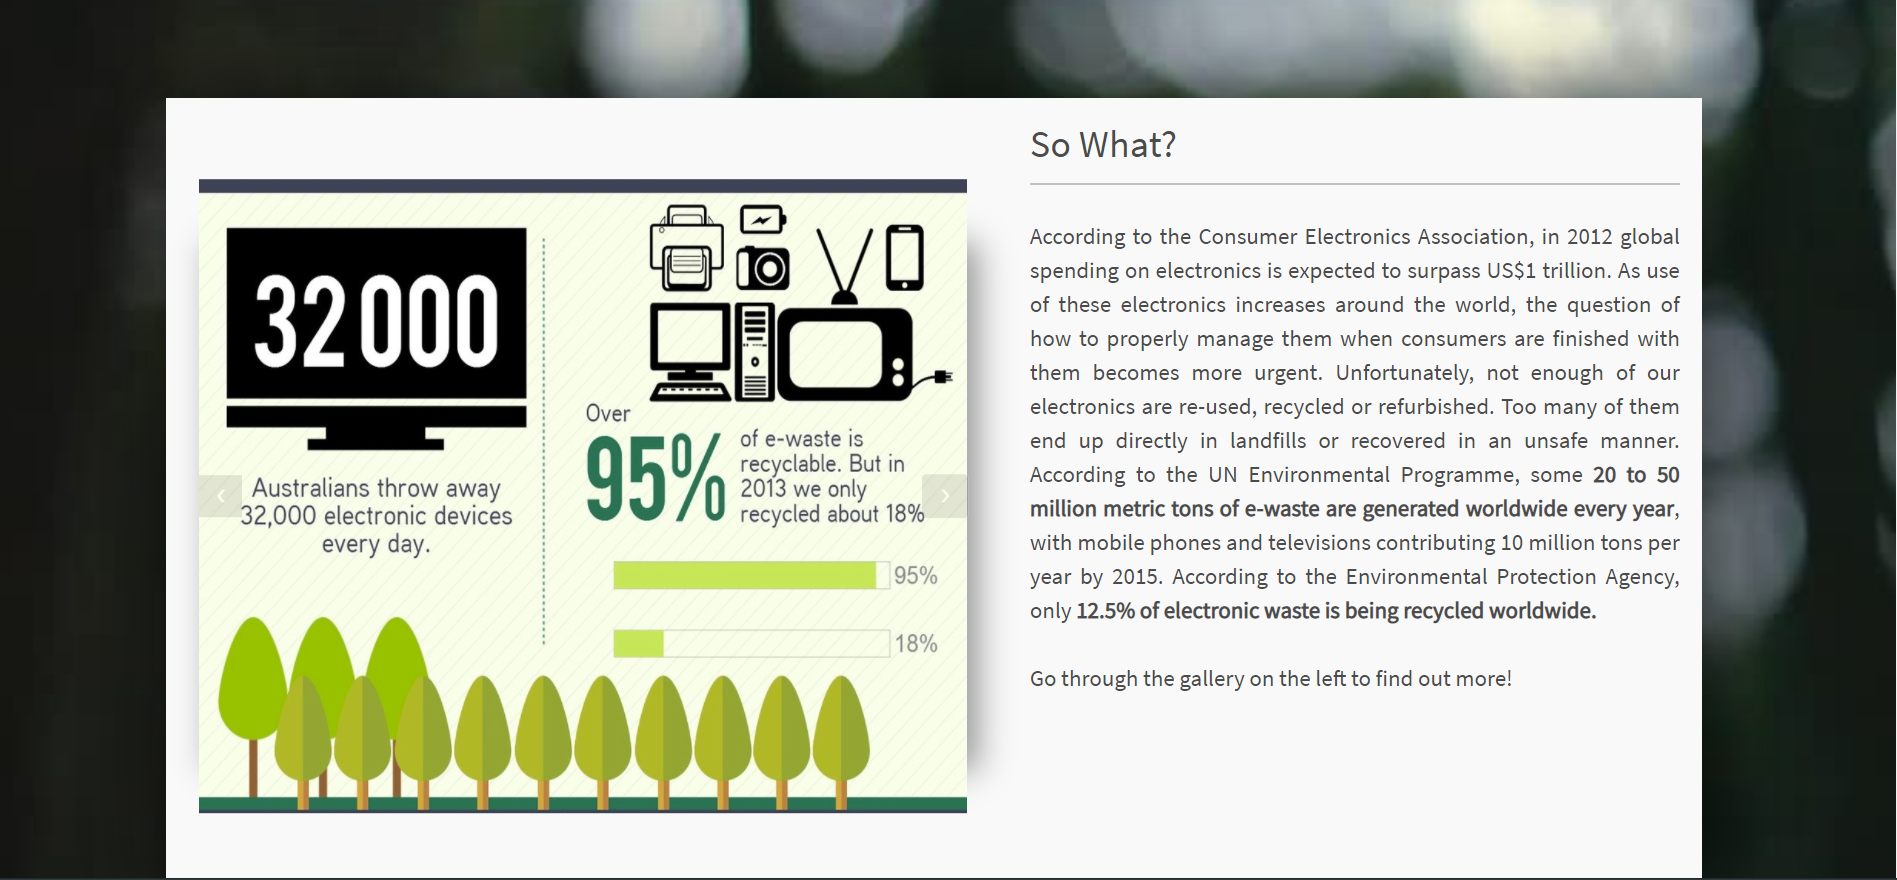 So What?
32 000
Australians throw away
32,000 electronic devices
every day.
Over
95%
of e-waste is
recyclable. But in
2013 we only
recycled about 18%
95%
18%
According to the Consumer Electronics Association, in 2012 global
spending on electronics is expected to surpass US$1 trillion. As use
of these electronics increases around the world, the question of
how to properly manage them when consumers are finished with
them becomes more urgent. Unfortunately, not enough of our
electronics are re-used, recycled or refurbished. Too many of them
end up directly in landfills or recovered in an unsafe manner.
According to the UN Environmental Programme, some 20 to 50
million metric tons of e-waste are generated worldwide every year,
with mobile phones and televisions contributing 10 million tons per
year by 2015. According to the Environmental Protection Agency,
only 12.5% of electronic waste is being recycled worldwide.
Go through the gallery on the left to find out more!